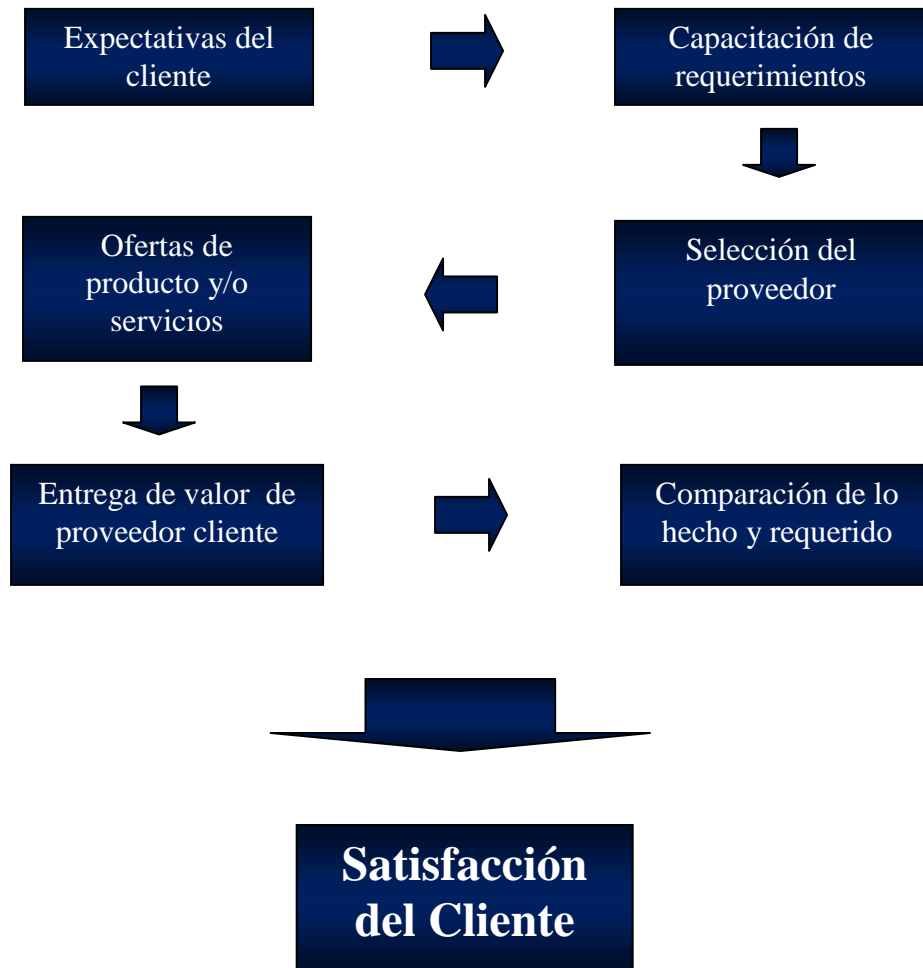 Expectativas del
cliente
Capacitación de
requerimientos
Selección del
proveedor
Ofertas de
producto y/o
servicios
Entrega de valor  de
proveedor cliente
Comparación de lo
hecho y requerido
Satisfacción
del Cliente